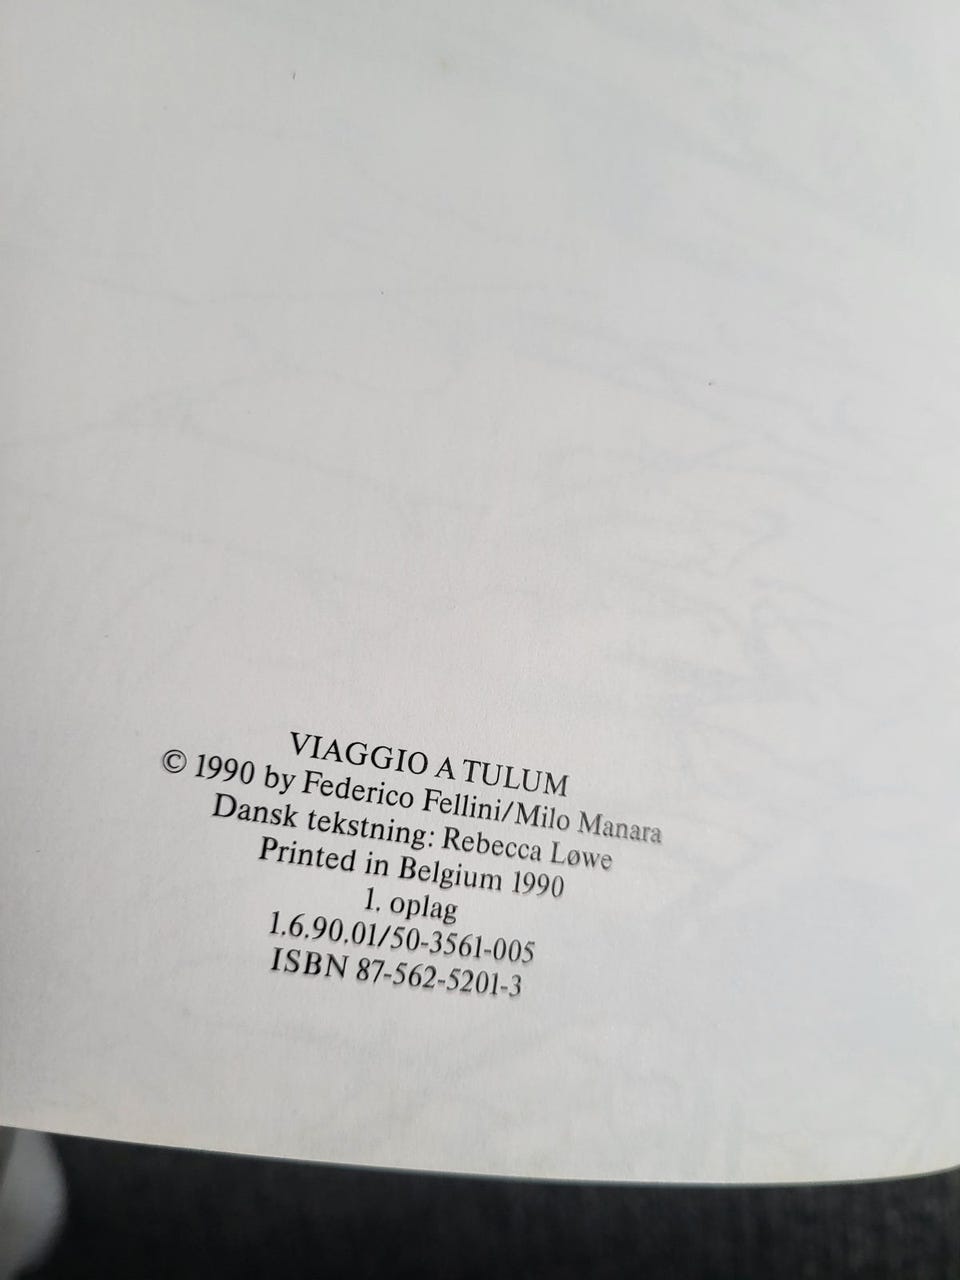 VIAGGIO A TULUM
© 1990 by Federico Fellini/Milo Manara
Dansk tekstning: Rebecca Løwe
Printed in Belgium 1990
1. oplag
1.6.90.01/50-3561-005
ISBN 87-562-5201-3